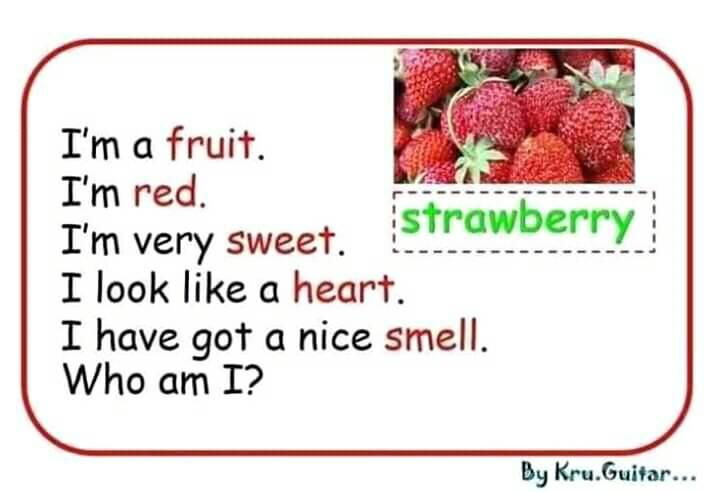 I'm a fruit.
I'm red.
I'm very sweet.
I look like a heart.
I have got a nice smell.
Who am I?
strawberry
By Kru.Guitar...